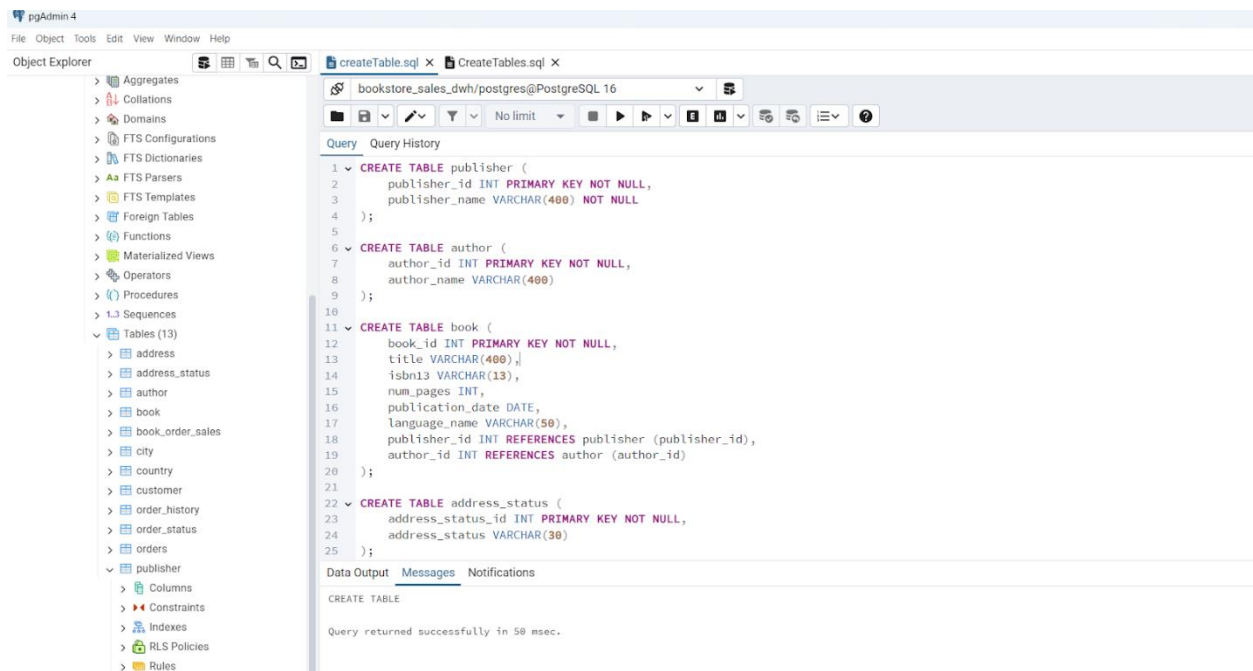 pgAdmin 4
File Object Tools Edit View Window Help
Object Explorer
Aggregates
Collations
Domains
FTS Configurations
FTS Dictionaries
Aa FTS Parsers
FTS Templates
Foreign Tables
Functions
Materialized Views
Operators
Procedures
1..3 Sequences
Tables (13)
address
address_status
author
book
book_order_sales
city
country
customer
order_history
order_status
orders
publisher
Columns
Constraints
Indexes
RLS Policies
Rules
createTable.sql CreateTables.sql
bookstore_sales_dwh/postgres@PostgreSQL 16
No limit E
Query Query History
1 CREATE TABLE publisher (
2 publisher_id INT PRIMARY KEY NOT NULL,
3 publisher_name VARCHAR(400) NOT NULL
4 );
5
6 CREATE TABLE author (
7 author_id INT PRIMARY KEY NOT NULL,
8 author_name VARCHAR(400)
9 );
10
11 CREATE TABLE book (
12 book_id INT PRIMARY KEY NOT NULL,
13 title VARCHAR(400),
14 isbn13 VARCHAR(13),
15 num_pages INT,
16 publication_date DATE,
17 language_name VARCHAR(50),
18 publisher_id INT REFERENCES publisher (publisher_id),
19 author_id INT REFERENCES author (author_id)
20 );
21
22 CREATE TABLE address_status (
23 address_status_id INT PRIMARY KEY NOT NULL,
24 address_status VARCHAR(30)
25 );
Data Output Messages Notifications
CREATE TABLE
Query returned successfully in 50 msec.